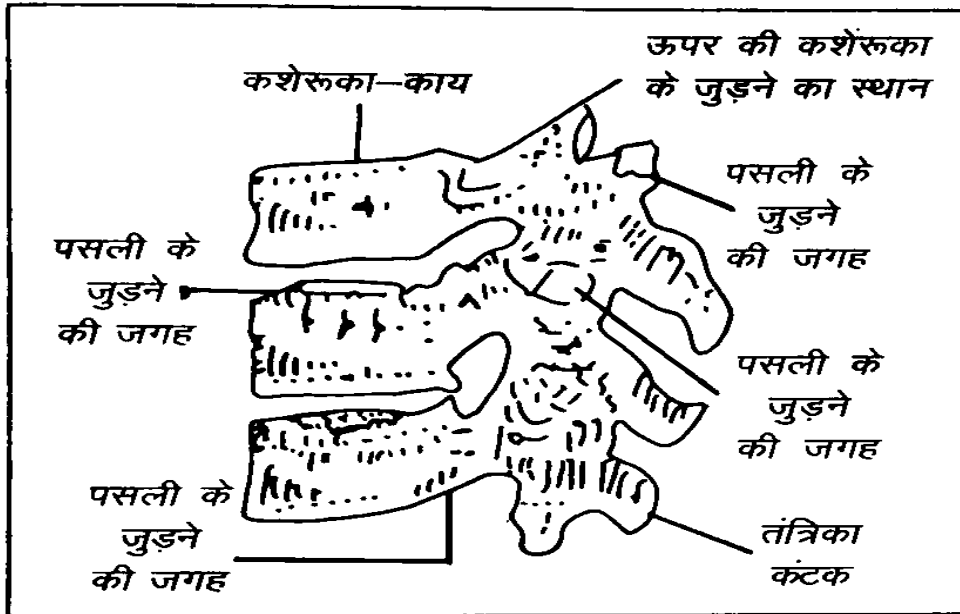 ऊपर की कशेरूका
के जुड़ने का स्थान
कशेरूका–काय
पसली के
जुड़ने
की जगह
पसली के
जुड़ने
की जगह
पसली के
जुड़ने
की जगह
पसली के
जुड़ने
की जगह
तंत्रिका
कंटक